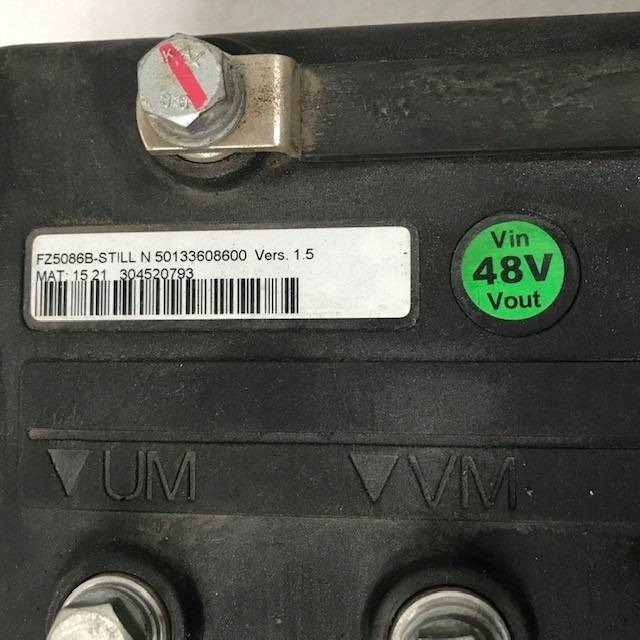 FZ5086B-STILL N 50133608600 Vers. 1.5
MAT: 15 21 304520793
Vin
48V
Vout
UM
VM